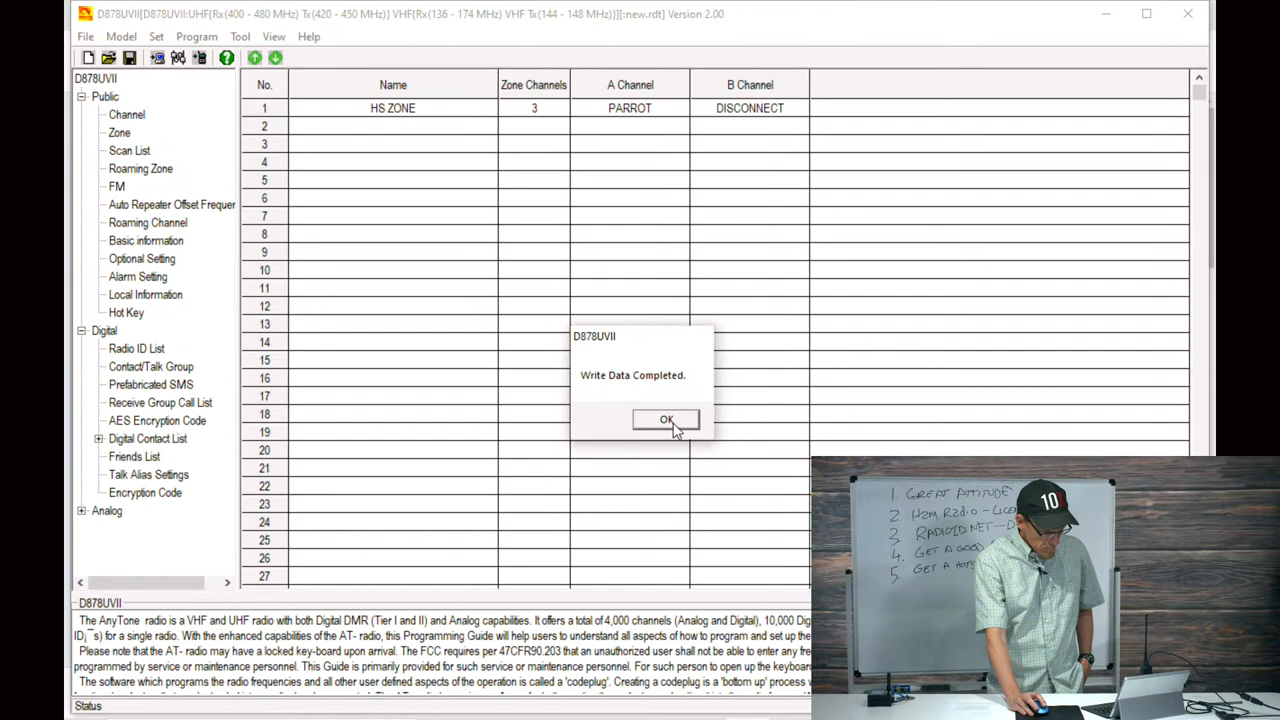 D878UVII[D878UVII:UHF{Rx(400 - 480 MHz) Tx(420 - 450 MHz)} VHF{Rx(136 - 174 MHz) VHF Tx(144 - 148 MHz)}][:new.rdt] Version 2.00
File Model Set Program Tool View Help
D878UVII
Public
Channel
Zone
Scan List
Roaming Zone
FM
Auto Repeater Offset Frequer
Roaming Channel
Basic information
Optional Setting
Alarm Setting
Local Information
Hot Key
Digital
Radio ID List
Contact/Talk Group
Prefabricated SMS
Receive Group Call List
AES Encryption Code
Digital Contact List
Friends List
Talk Alias Settings
Encryption Code
Analog
No. Name Zone Channels A Channel B Channel
1 HS ZONE 3 PARROT DISCONNECT
2
3
4
5
6
7
8
9
10
11
12
13
14
15
16
17
18
19
20
21
22
23
24
25
26
27
D878UVII
Write Data Completed.
OK
D878UVII
The AnyTone radio is a VHF and UHF radio with both Digital DMR (Tier I and II) and Analog capabilities. It offers a total of 4,000 channels (Analog and Digital), 10,000 Dig
ID¡¯s) for a single radio. With the enhanced capabilities of the AT- radio, this Programming Guide will help users to understand all aspects of how to program and set up the
Please note that the AT- radio may have a locked key-board upon arrival. The FCC requires per 47CFR90.203 that an unauthorized user shall not be able to enter any fre
programmed by service or maintenance personnel. This Guide is primarily provided for such service or maintenance personnel. For such person to open up the keyboard
The software which programs the radio frequencies and all other user defined aspects of the operation is called a 'codeplug'. Creating a codeplug is a 'bottom up' process w
Status
1. GREAT ATTITUDE
2 HAM RADIO - LICEN
3. RADIOID.NET - D
4. GET A GOOD
5. GET A HOTS
10